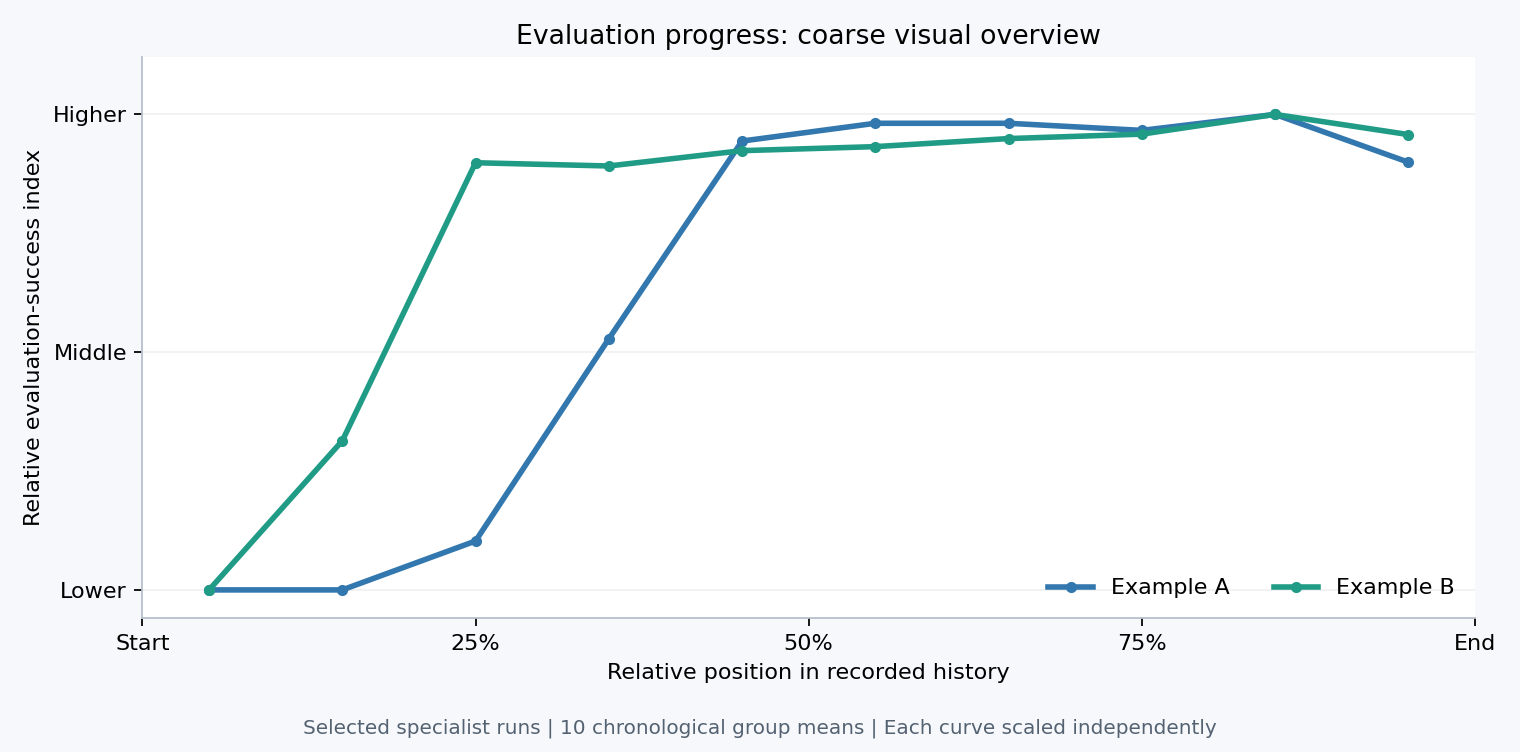 Evaluation progress: coarse visual overview
Relative evaluation-success index
Higher
Middle
Lower
Example A
Example B
Start
25%
50%
75%
End
Relative position in recorded history
Selected specialist runs | 10 chronological group means | Each curve scaled independently